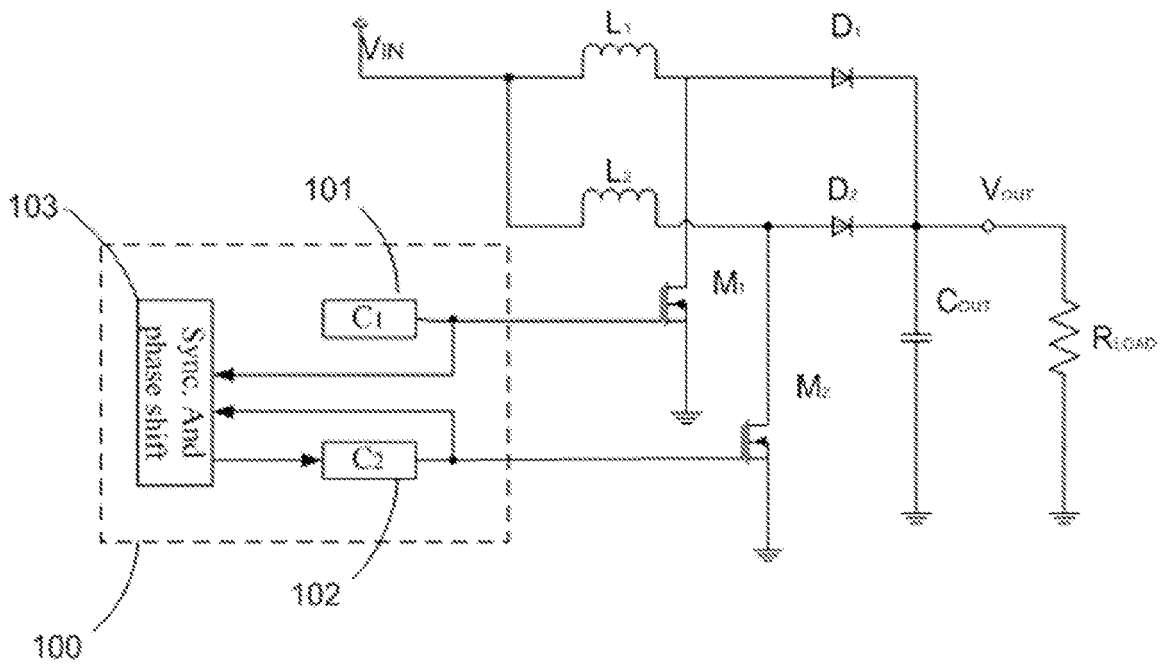 L₁
D₁
VIN
L₂
D₂
VOUT
101
103
C1
M₁
COUT
RLOAD
Sync. And
phase shift
M₂
C2
102
100